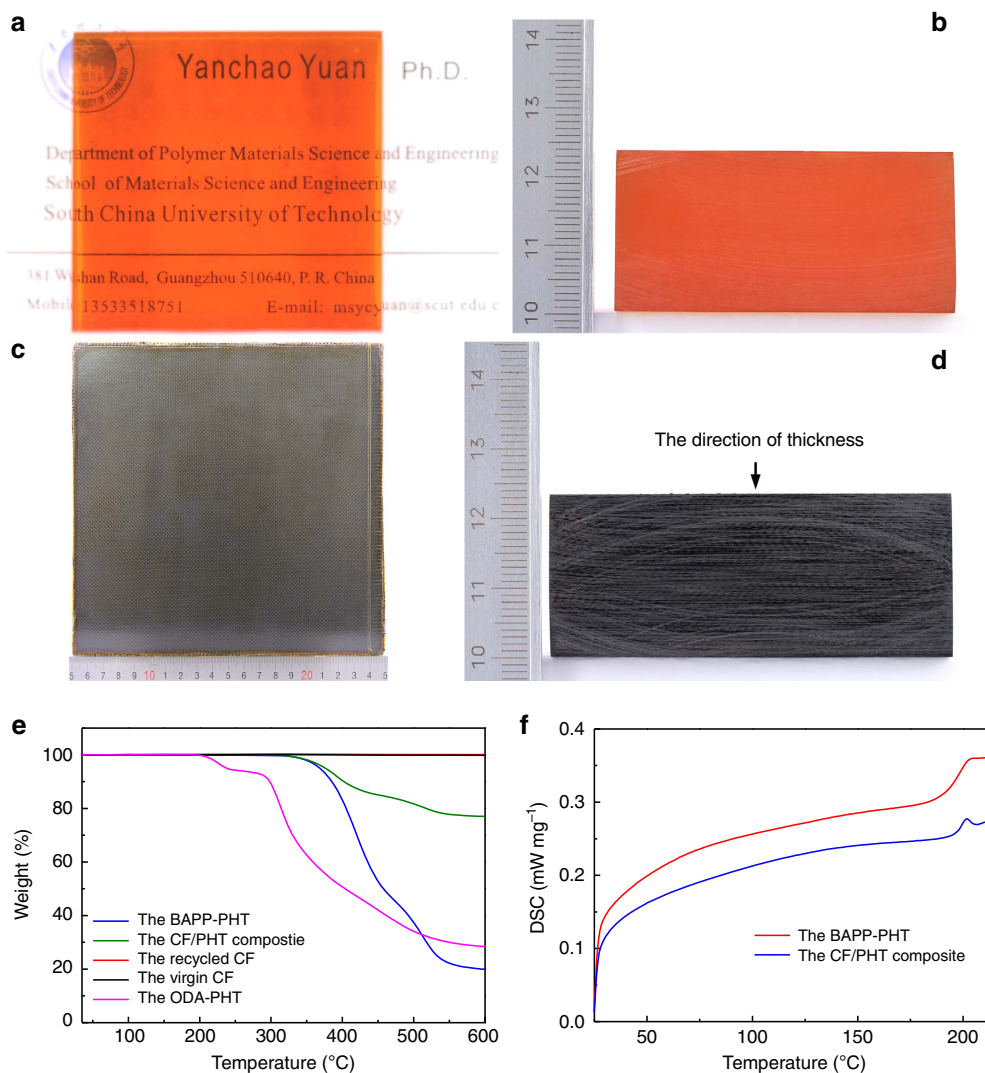 a
Yanchao Yuan Ph.D.
Department of Polymer Materials Science and Engineering
School of Materials Science and Engineering
South China University of Technology
381 Wushan Road, Guangzhou 510640, P. R. China
Mobile:13533518751 E-mail: msycyuan@scut edu c
b
14
13
12
11
10
c
5 6 7 8 9 10 1 2 3 4 5 6 7 8 9 20 1 2 3 4 5
d
14
13
12
11
10
The direction of thickness
e
Weight (%)
100
80
60
40
20
0
The BAPP-PHT
The CF/PHT compostie
The recycled CF
The virgin CF
The ODA-PHT
100 200 300 400 500 600
Temperature (°C)
f
DSC (mW mg⁻¹)
0.4
0.3
0.2
0.1
0.0
The BAPP-PHT
The CF/PHT composite
50 100 150 200
Temperature (°C)